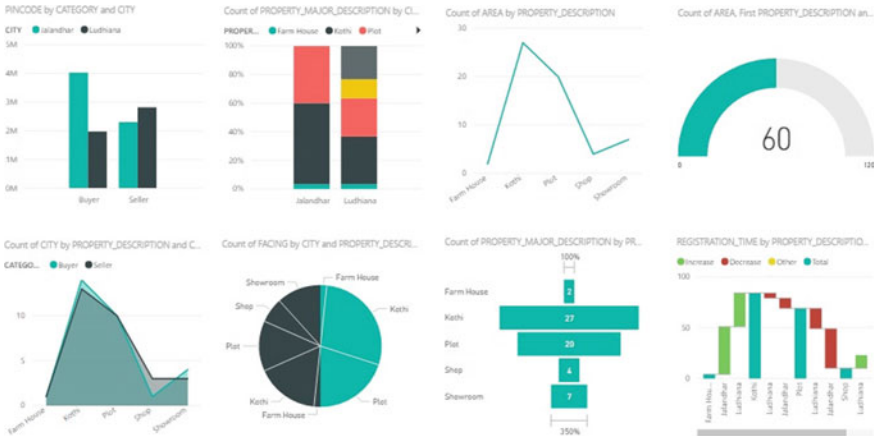 PINCODE by CATEGORY and CITY
CITY Jalandhar Ludhiana
5M
4M
3M
2M
1M
0M
Buyer Seller
Count of PROPERTY_MAJOR_DESCRIPTION by CI...
PROPER... Farm House Kothi Plot
100%
80%
60%
40%
20%
0%
Jalandhar Ludhiana
Count of AREA by PROPERTY_DESCRIPTION
30
20
10
0
Farm House Kothi Plot Shop Showroom
Count of AREA, First PROPERTY_DESCRIPTION an...
60
0 120
Count of CITY by PROPERTY_DESCRIPTION and C...
CATEGO... Buyer Seller
10
5
0
Farm House Kothi Plot Shop Showroom
Count of FACING by CITY and PROPERTY_DESCRI...
Farm House
Showroom
Kothi
Shop
Plot
Kothi
Plot
Farm House
Count of PROPERTY_MAJOR_DESCRIPTION by PR...
100%
Farm House 2
Kothi 27
Plot 20
Shop 4
Showroom 7
350%
REGISTRATION_TIME by PROPERTY_DESCRIPTIO...
Increase Decrease Other Total
100
50
0
Farm Hou... Jalandhar Ludhiana Kothi Ludhiana Jalandhar Plot Ludhiana Jalandhar Shop Ludhiana